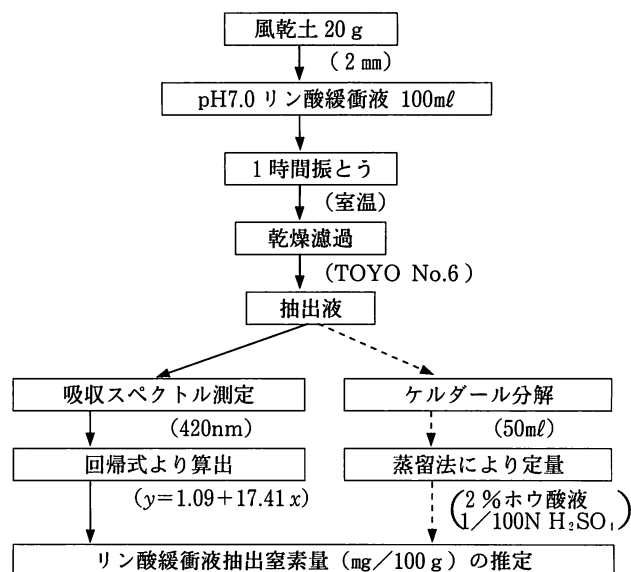 風乾土 20 g
(2 mm)
pH7.0 リン酸緩衝液 100mℓ
1 時間振とう
(室温)
乾燥濾過
(TOYO No.6)
抽出液
吸収スペクトル測定
(420nm)
回帰式より算出
(y=1.09+17.41x)
ケルダール分解
(50mℓ)
蒸留法により定量
(2%ホウ酸液
1/100N H₂SO₄)
リン酸緩衝液抽出窒素量 (mg/100 g) の推定